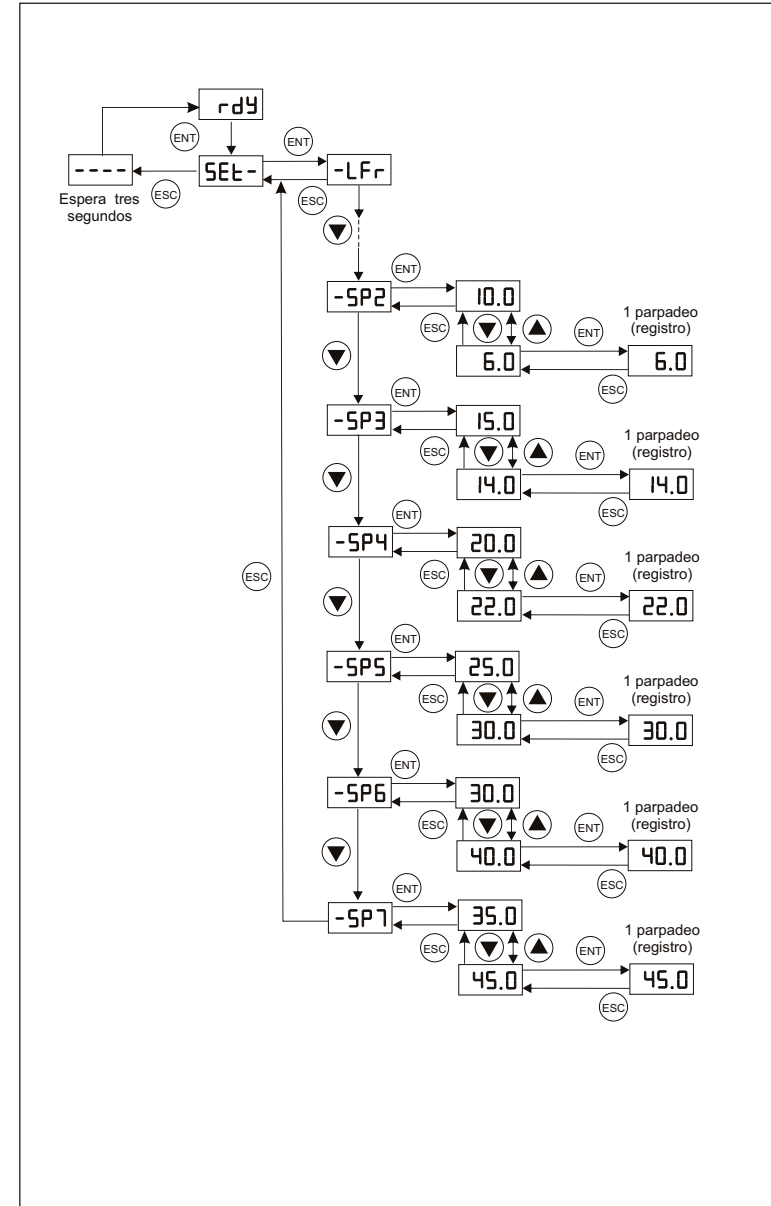 rdY
ENT
ENT
----
SEt-
-LFr
ESC
ESC
Espera tres
segundos
ENT
-SP2
10.0
1 parpadeo
(registro)
ESC
ENT
6.0
6.0
ESC
ENT
-SP3
15.0
1 parpadeo
(registro)
ESC
ENT
14.0
14.0
ESC
ENT
-SP4
20.0
1 parpadeo
(registro)
ESC
ESC
ENT
22.0
22.0
ESC
ENT
-SP5
25.0
1 parpadeo
(registro)
ESC
ENT
30.0
30.0
ESC
ENT
-SP6
30.0
1 parpadeo
(registro)
ESC
ENT
40.0
40.0
ESC
ENT
-SP7
35.0
1 parpadeo
(registro)
ESC
ENT
45.0
45.0
ESC